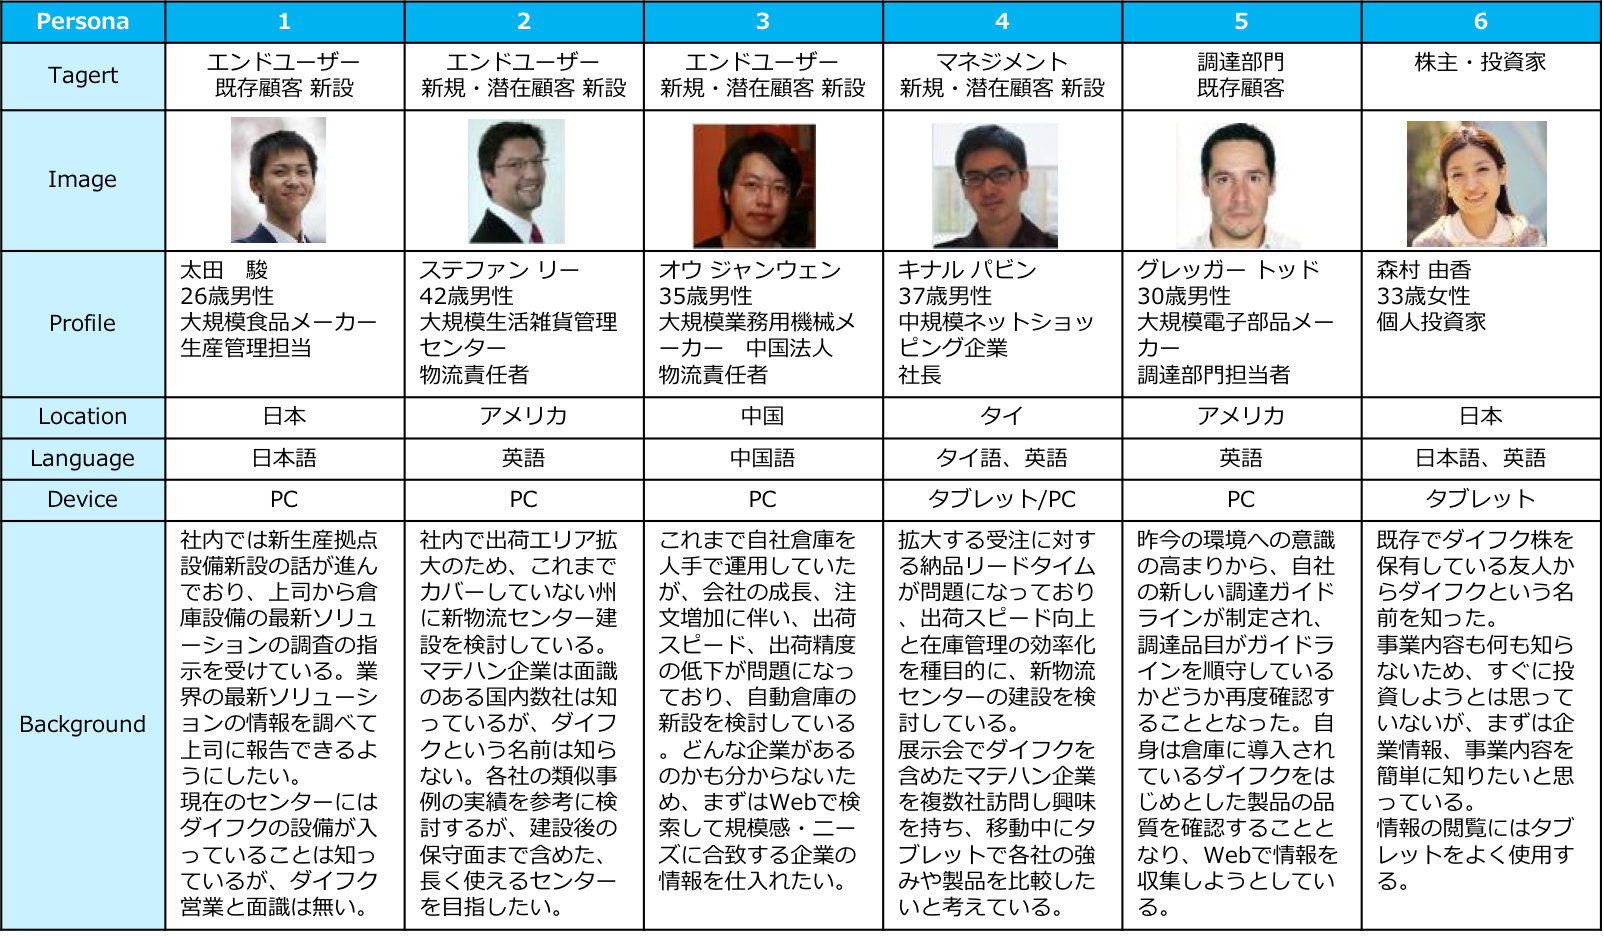 Persona
1
2
3
4
5
6
Tagert
エンドユーザー
既存顧客 新設
エンドユーザー
新規・潜在顧客 新設
エンドユーザー
新規・潜在顧客 新設
マネジメント
新規・潜在顧客 新設
調達部門
既存顧客
株主・投資家
Image
Profile
太田　駿
26歳男性
大規模食品メーカー
生産管理担当
ステファン リー
42歳男性
大規模生活雑貨管理
センター
物流責任者
オウ ジャンウェン
35歳男性
大規模業務用機械メ
ーカー　中国法人
物流責任者
キナル パビン
37歳男性
中規模ネットショッ
ピング企業
社長
グレッガー トッド
30歳男性
大規模電子部品メー
カー
調達部門担当者
森村 由香
33歳女性
個人投資家
Location
日本
アメリカ
中国
タイ
アメリカ
日本
Language
日本語
英語
中国語
タイ語、英語
英語
日本語、英語
Device
PC
PC
PC
タブレット/PC
PC
タブレット
Background
社内では新生産拠点
設備新設の話が進ん
でおり、上司から倉
庫設備の最新ソリュ
ーションの調査の指
示を受けている。業
界の最新ソリューシ
ョンの情報を調べて
上司に報告できるよ
うにしたい。
現在のセンターには
ダイフクの設備が入
っていることは知っ
ているが、ダイフク
営業と面識は無い。
社内で出荷エリア拡
大のため、これまで
カバーしていない州
に新物流センター建
設を検討している。
マテハン企業は面識
のある国内数社は知
っているが、ダイフ
クという名前は知ら
ない。各社の類似事
例の実績を参考に検
討するが、建設後の
保守面まで含めた、
長く使えるセンター
を目指したい。
これまで自社倉庫を
人手で運用していた
が、会社の成長、注
文増加に伴い、出荷
スピード、出荷精度
の低下が問題になっ
ており、自動倉庫の
新設を検討している
。どんな企業がある
のかも分からないた
め、まずはWebで検
索して規模感・ニー
ズに合致する企業の
情報を仕入れたい。
拡大する受注に対す
る納品リードタイム
が問題になっており
、出荷スピード向上
と在庫管理の効率化
を種目的に、新物流
センターの建設を検
討している。
展示会でダイフクを
含めたマテハン企業
を複数社訪問し興味
を持ち、移動中にタ
ブレットで各社の強
みや製品を比較した
いと考えている。
昨今の環境への意識
の高まりから、自社
の新しい調達ガイド
ラインが制定され、
調達品目がガイドラ
インを順守している
かどうか再度確認す
ることとなった。自
身は倉庫に導入され
ているダイフクをは
じめとした製品の品
質を確認することと
なり、Webで情報を
収集しようとしてい
る。
既存でダイフク株を
保有している友人か
らダイフクという名
前を知った。
事業内容も何も知ら
ないため、すぐに投
資しようとは思って
いないが、まずは企
業情報、事業内容を
簡単に知りたいと思
っている。
情報の閲覧にはタブ
レットをよく使用す
る。